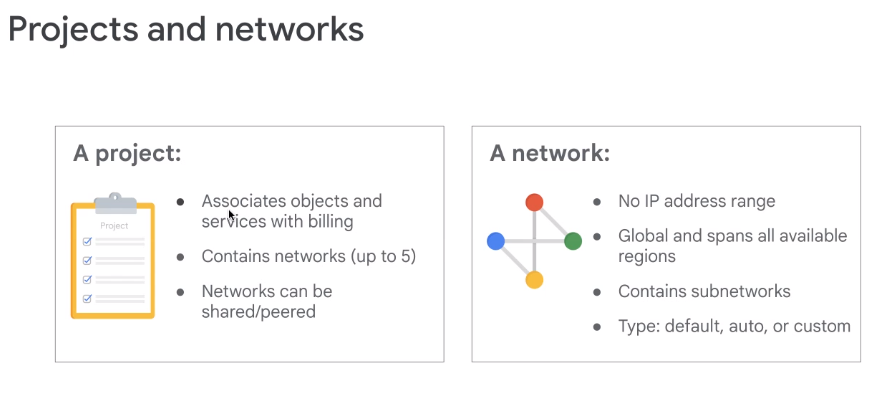 Projects and networks
A project:
Project
● Associates objects and
services with billing
● Contains networks (up to 5)
● Networks can be
shared/peered
A network:
● No IP address range
● Global and spans all available
regions
● Contains subnetworks
● Type: default, auto, or custom